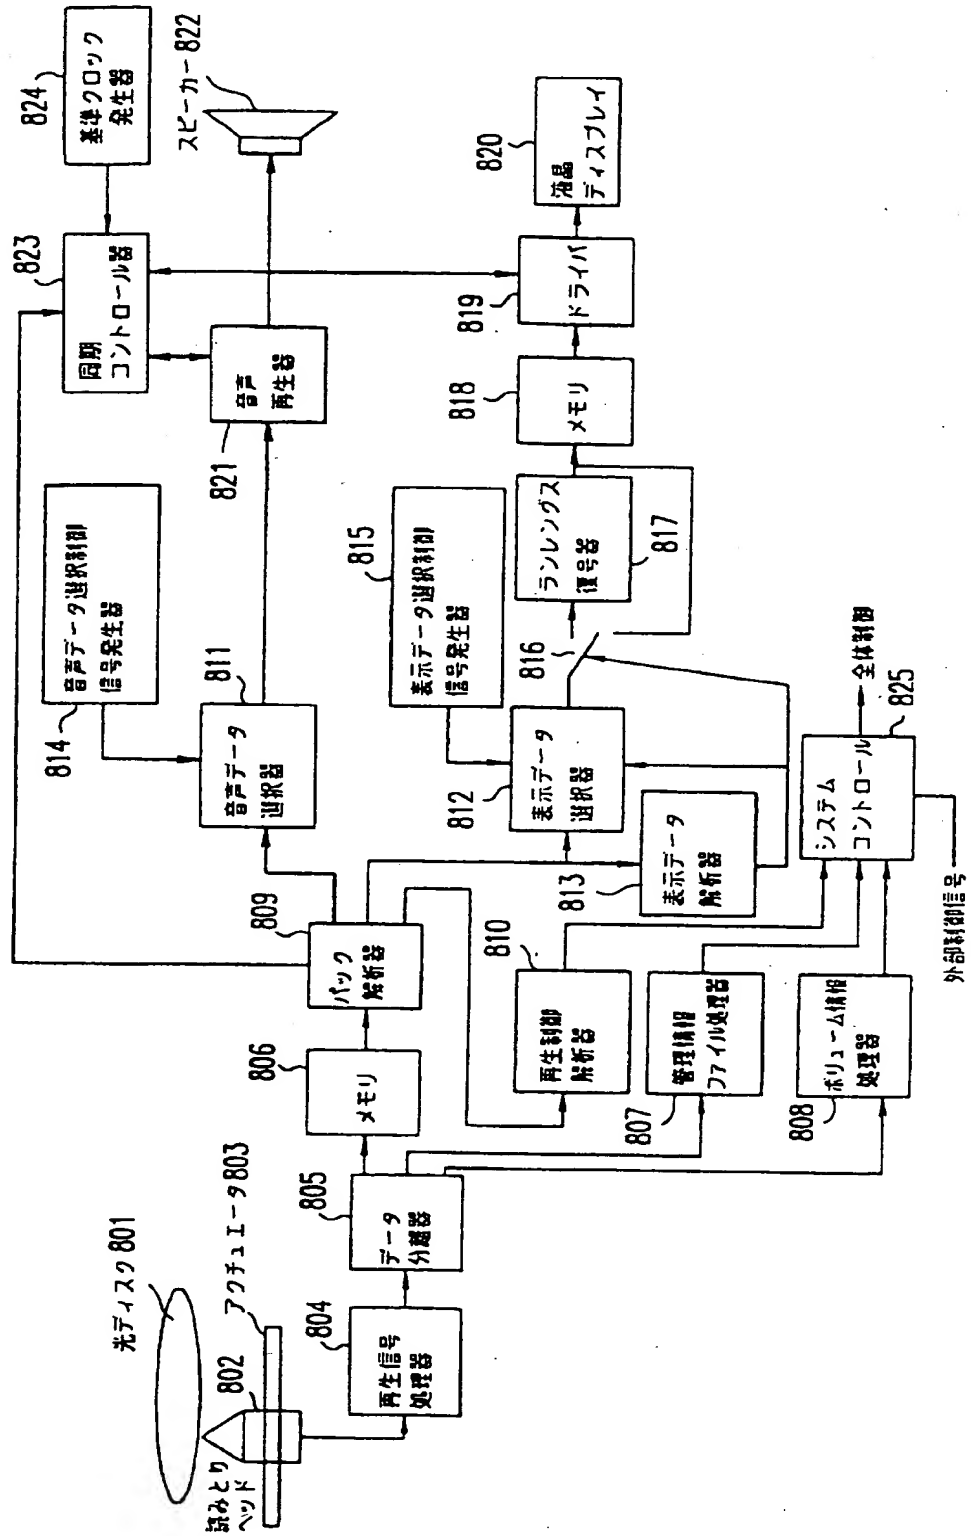 光ディスク801
読みとり
ヘッド
802
アクチュエータ803
804
再生信号
処理器
805
データ
分離器
806
メモリ
809
パック
解析器
810
再生制御
解析器
807
管理情報
ファイル処理器
808
ボリューム情報
処理器
814
音声データ選択制御
信号発生器
811
音声データ
選択器
815
表示データ選択制御
信号発生器
812
表示データ
選択器
813
表示データ
解析器
816
ランレングス
復号器
817
818
メモリ
819
ドライバ
820
液晶
ディスプレイ
821
音声
再生器
スピーカー822
823
同期
コントロール器
824
基準クロック
発生器
システム
コントロール
825
全体制御
外部制御信号